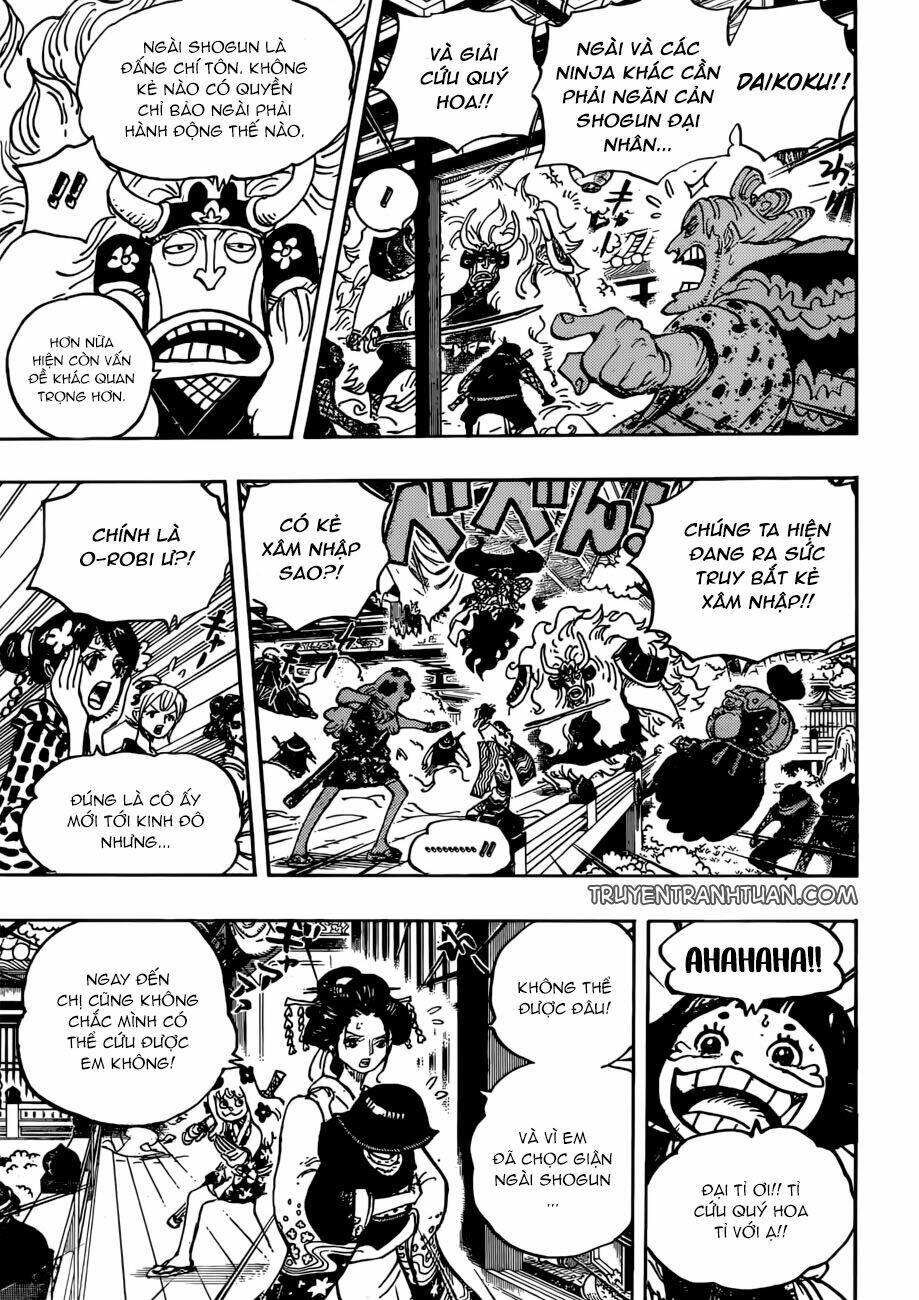 DAIKOKU!!
NGÀI VÀ CÁC
NINJA KHÁC CẦN
PHẢI NGĂN CẢN
SHOGUN ĐẠI
NHÂN...
VÀ GIẢI
CỨU QUÝ
HOA!!
NGÀI SHOGUN LÀ
ĐẤNG CHÍ TÔN. KHÔNG
KẺ NÀO CÓ QUYỀN
CHỈ BẢO NGÀI PHẢI
HÀNH ĐỘNG THẾ NÀO.
!!
HƠN NỮA
HIỆN CÒN VẤN
ĐỀ KHÁC QUAN
TRỌNG HƠN.
べべん!
CHÚNG TA HIỆN
ĐANG RA SỨC
TRUY BẮT KẺ
XÂM NHẬP!!
CÓ KẺ
XÂM NHẬP
SAO?!
...........!!
CHÍNH LÀ
O-ROBI Ư?!
ĐÚNG LÀ CÔ ẤY
MỚI TỚI KINH ĐÔ
NHƯNG...
TRUYENTRANHTUAN.COM
AHAHAHA!!
ĐẠI TỈ ƠI!! TỈ
CỨU QUÝ HOA
TỈ VỚI Ạ!!
KHÔNG THỂ
ĐƯỢC ĐÂU!
VÀ VÌ EM
ĐÃ CHỌC GIẬN
NGÀI SHOGUN
...
NGAY ĐẾN
CHỊ CŨNG KHÔNG
CHẮC MÌNH CÓ
THỂ CỨU ĐƯỢC
EM KHÔNG!